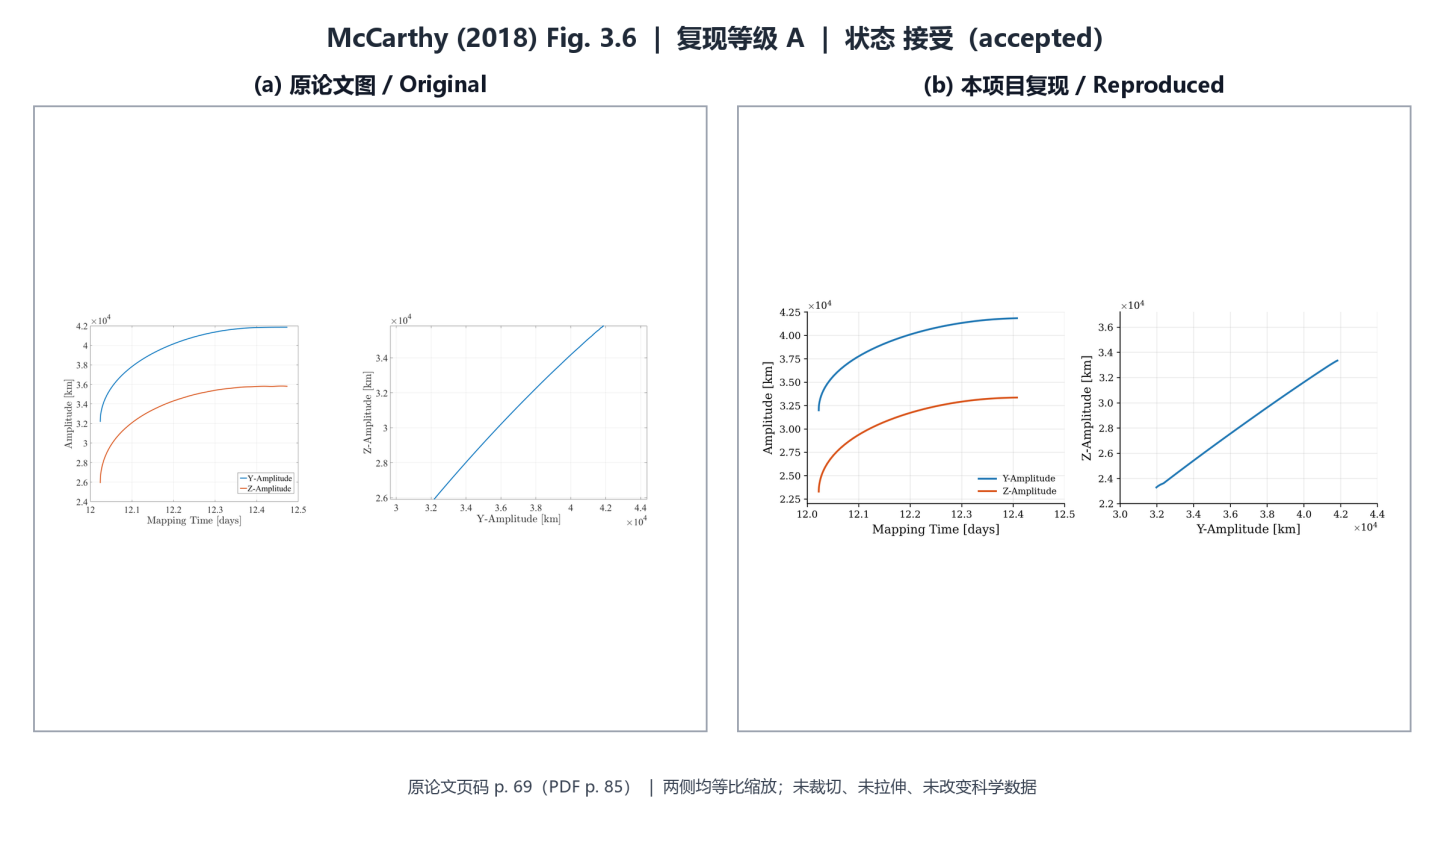 McCarthy (2018) Fig. 3.6 | 复现等级 A | 状态 接受 (accepted)
(a) 原论文图 / Original
(b) 本项目复现 / Reproduced
×10⁴
4.2
4
3.8
3.6
3.4
3.2
3
2.8
2.6
2.4
Amplitude [km]
Y-Amplitude
Z-Amplitude
12 12.1 12.2 12.3 12.4 12.5
Mapping Time [days]
×10⁴
3.4
3.2
3
2.8
2.6
Z-Amplitude [km]
3 3.2 3.4 3.6 3.8 4 4.2 4.4
Y-Amplitude [km]
×10⁴
×10⁴
4.25
4.00
3.75
3.50
3.25
3.00
2.75
2.50
2.25
Amplitude [km]
Y-Amplitude
Z-Amplitude
12.0 12.1 12.2 12.3 12.4 12.5
Mapping Time [days]
×10⁴
3.6
3.4
3.2
3.0
2.8
2.6
2.4
2.2
Z-Amplitude [km]
3.0 3.2 3.4 3.6 3.8 4.0 4.2 4.4
Y-Amplitude [km]
×10⁴
原论文页码 p. 69（PDF p. 85） | 两侧均等比缩放；未裁切、未拉伸、未改变科学数据